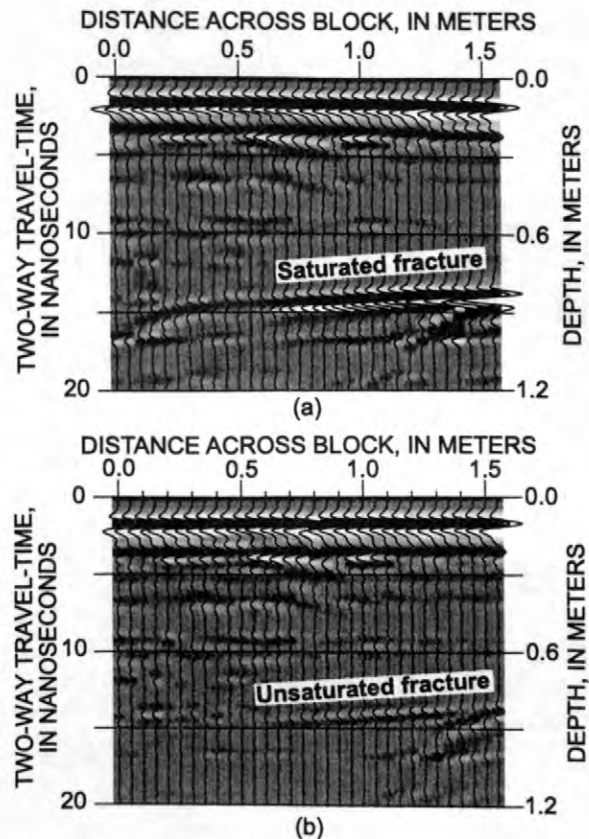 DISTANCE ACROSS BLOCK, IN METERS
0.0 0.5 1.0 1.5
TWO-WAY TRAVEL-TIME,
IN NANOSECONDS
0
10
20
Saturated fracture
0.0
0.6
1.2
DEPTH, IN METERS
(a)
DISTANCE ACROSS BLOCK, IN METERS
0.0 0.5 1.0 1.5
TWO-WAY TRAVEL-TIME,
IN NANOSECONDS
0
10
20
Unsaturated fracture
0.0
0.6
1.2
DEPTH, IN METERS
(b)